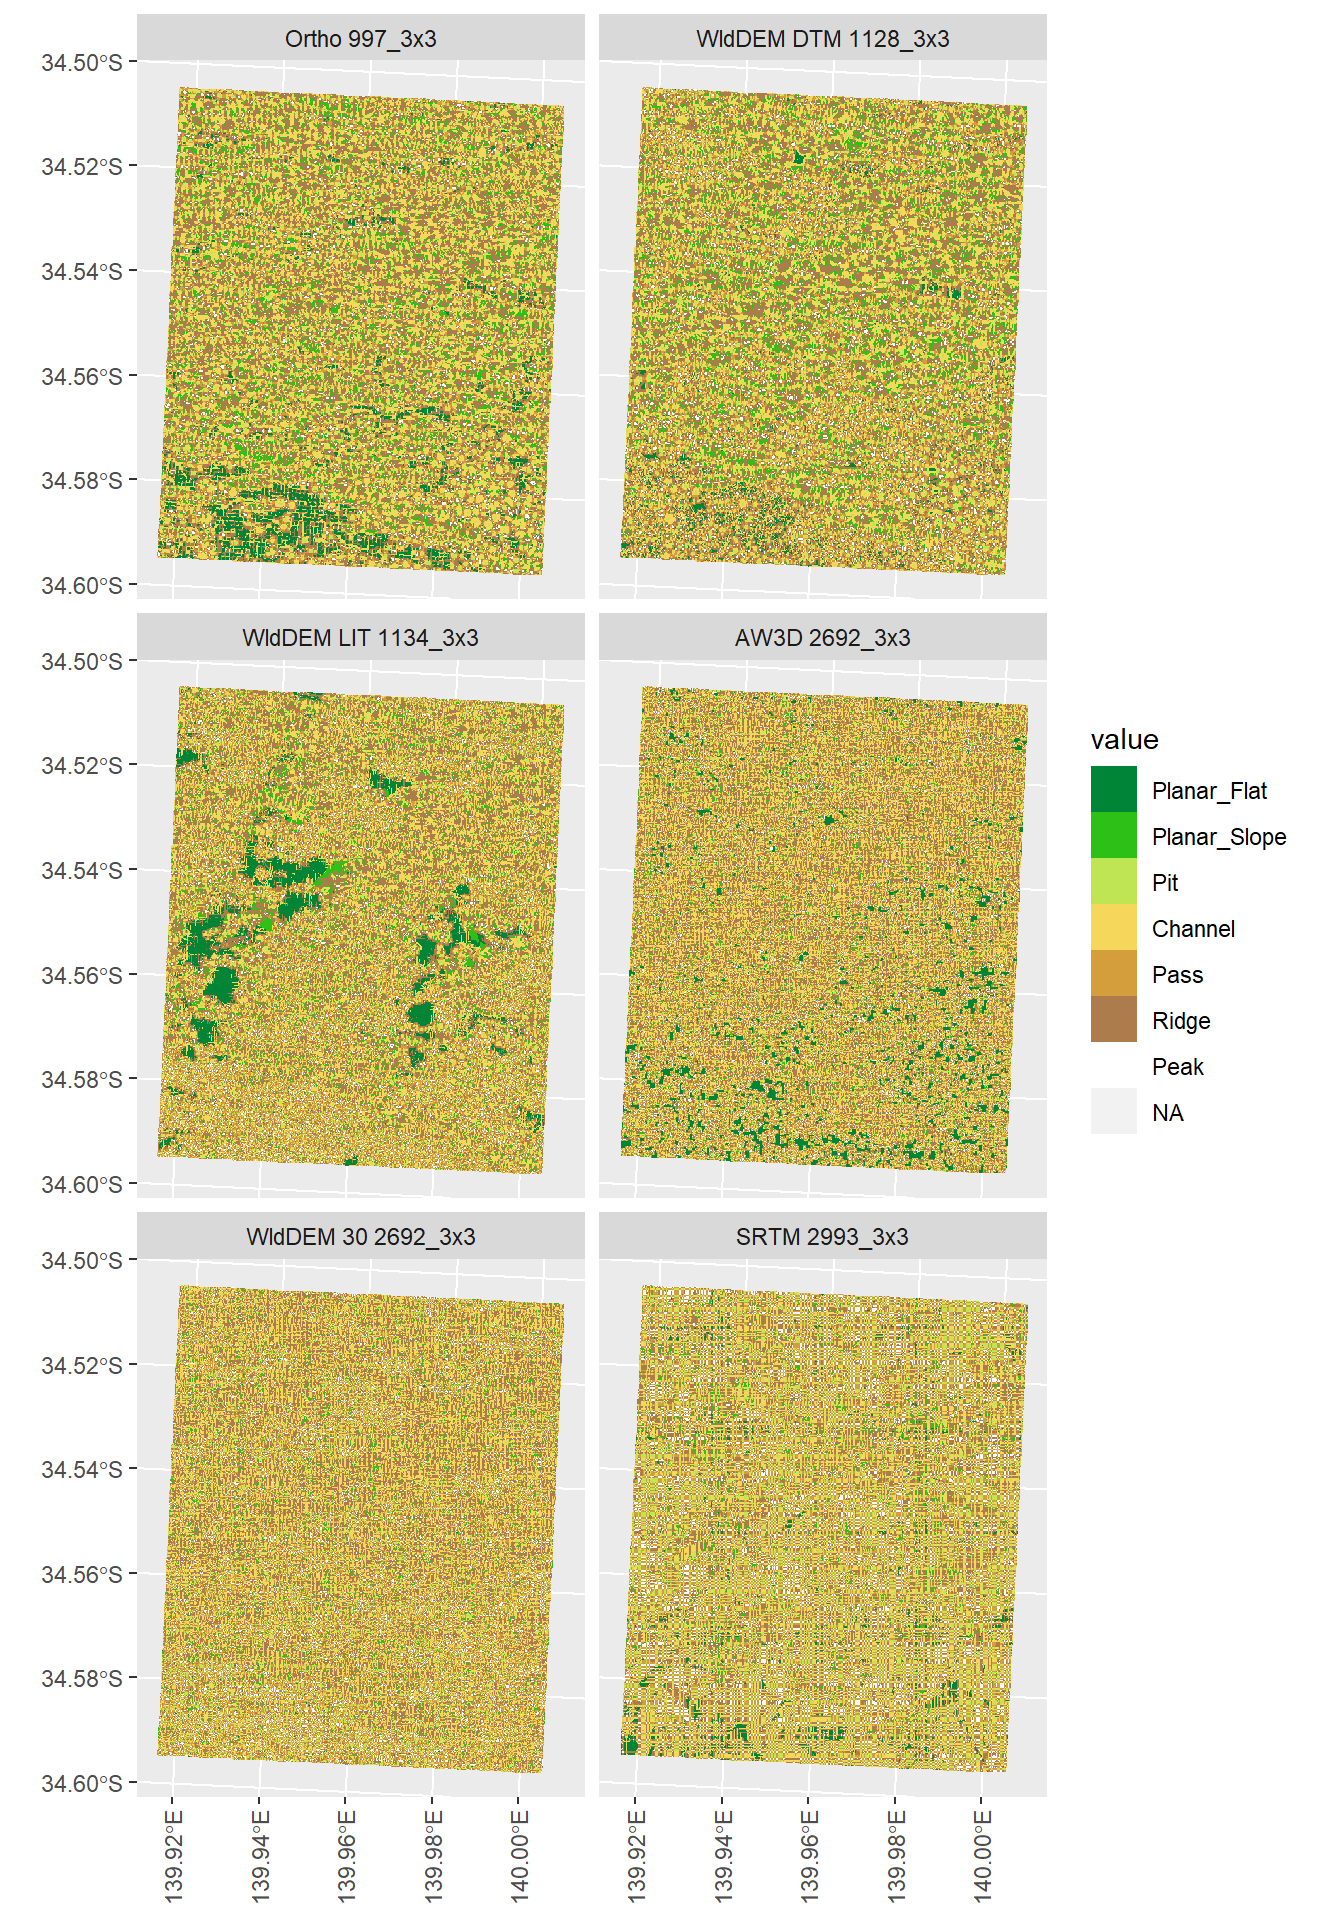 Ortho 997_3x3
WldDEM DTM 1128_3x3
34.50°S
34.52°S
34.54°S
34.56°S
34.58°S
34.60°S
WldDEM LIT 1134_3x3
AW3D 2692_3x3
34.50°S
34.52°S
34.54°S
34.56°S
34.58°S
34.60°S
WldDEM 30 2692_3x3
SRTM 2993_3x3
34.50°S
34.52°S
34.54°S
34.56°S
34.58°S
34.60°S
139.92°E
139.94°E
139.96°E
139.98°E
140.00°E
139.92°E
139.94°E
139.96°E
139.98°E
140.00°E
value
Planar_Flat
Planar_Slope
Pit
Channel
Pass
Ridge
Peak
NA